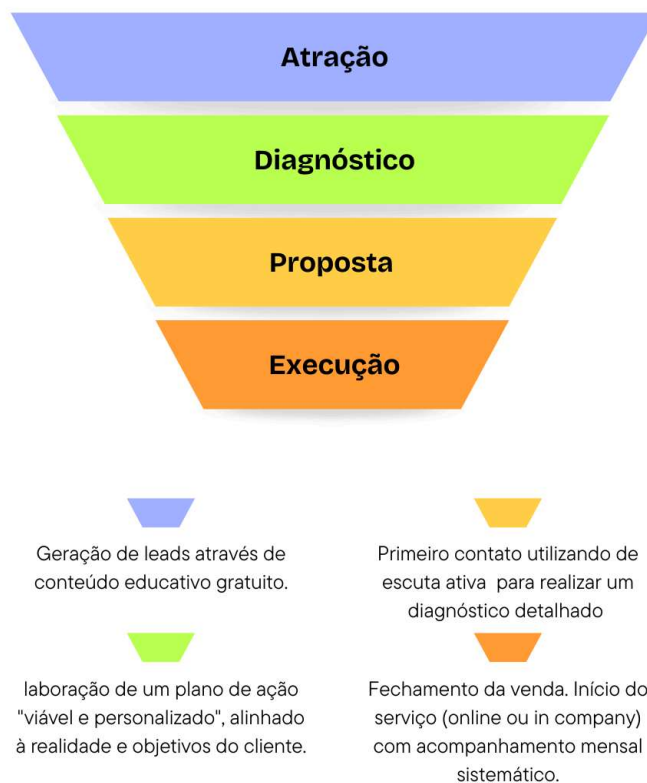 Atração
Diagnóstico
Proposta
Execução
Geração de leads através de
conteúdo educativo gratuito.
Primeiro contato utilizando de
escuta ativa para realizar um
diagnóstico detalhado
laboração de um plano de ação
"viável e personalizado", alinhado
à realidade e objetivos do cliente.
Fechamento da venda. Início do
serviço (online ou in company)
com acompanhamento mensal
sistemático.